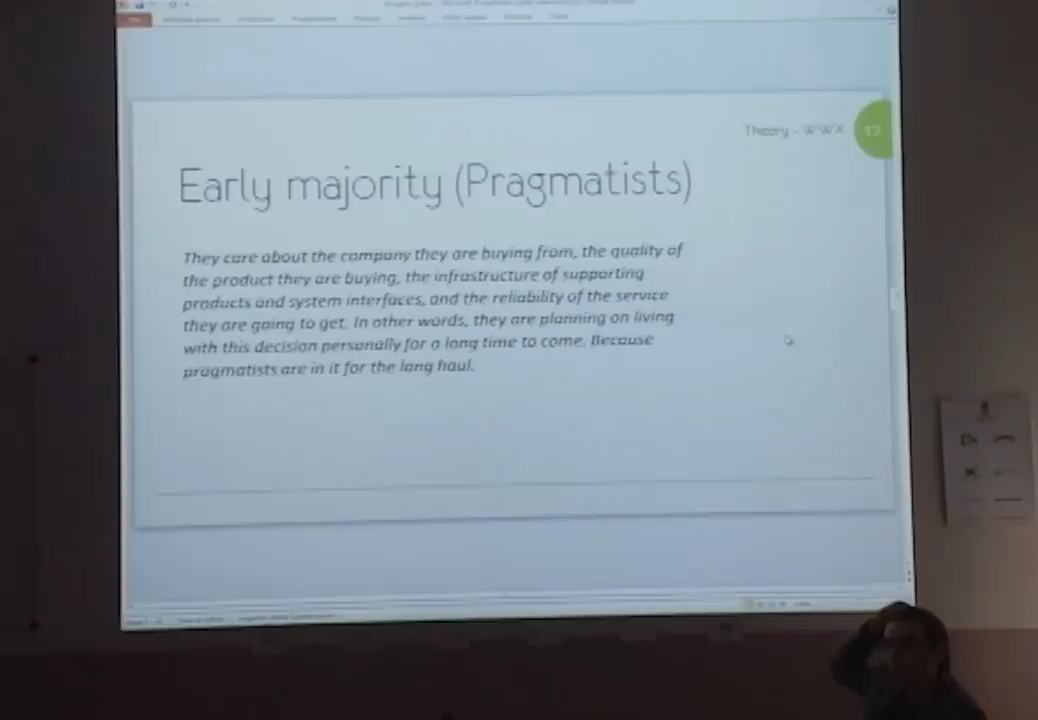 Theory - WWX
Early majority (Pragmatists)
They care about the company they are buying from, the quality of
the product they are buying, the infrastructure of supporting
products and system interfaces, and the reliability of the service
they are going to get. In other words, they are planning on living
with this decision personally for a long time to come. Because
pragmatists are in it for the long haul.